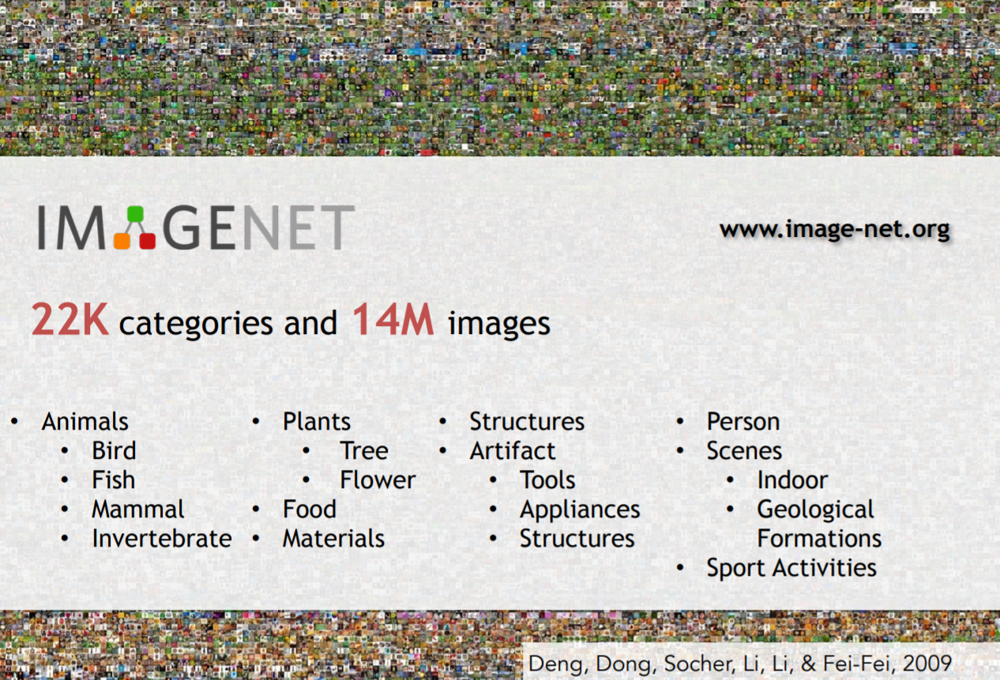 IMAGENET
www.image-net.org
22K categories and 14M images
• Animals
• Bird
• Fish
• Mammal
• Invertebrate
• Plants
• Tree
• Flower
• Food
• Materials
• Structures
• Artifact
• Tools
• Appliances
• Structures
• Person
• Scenes
• Indoor
• Geological
Formations
• Sport Activities
Deng, Dong, Socher, Li, Li, & Fei-Fei, 2009